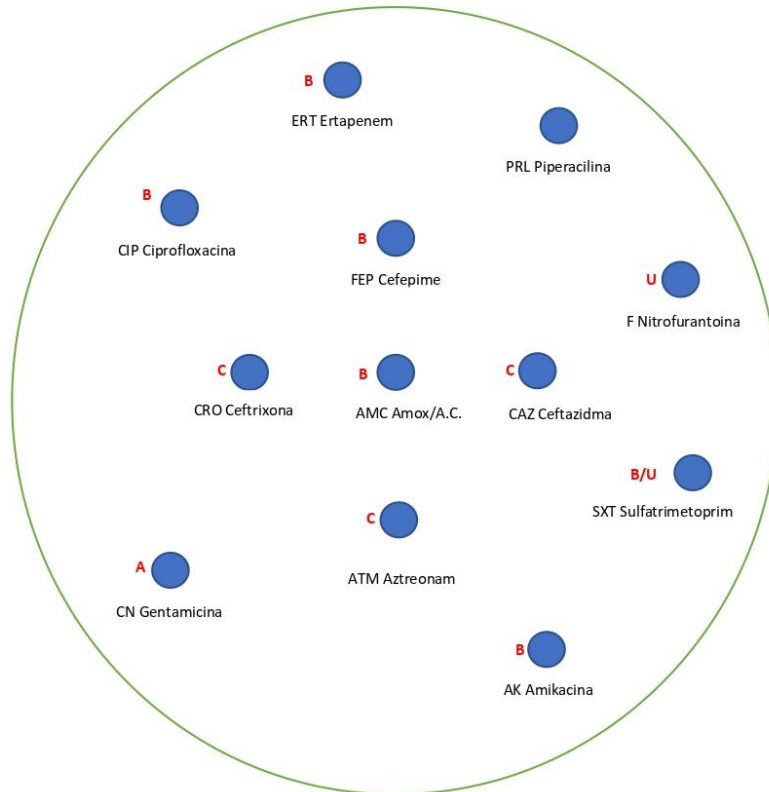 B
ERT Ertapenem
PRL Piperacilina
B
CIP Ciprofloxacina
B
FEP Cefepime
U
F Nitrofurantoina
C
CRO Ceftrixona
B
AMC Amox/A.C.
C
CAZ Ceftazidma
B/U
SXT Sulfatrimetoprim
C
ATM Aztreonam
A
CN Gentamicina
B
AK Amikacina